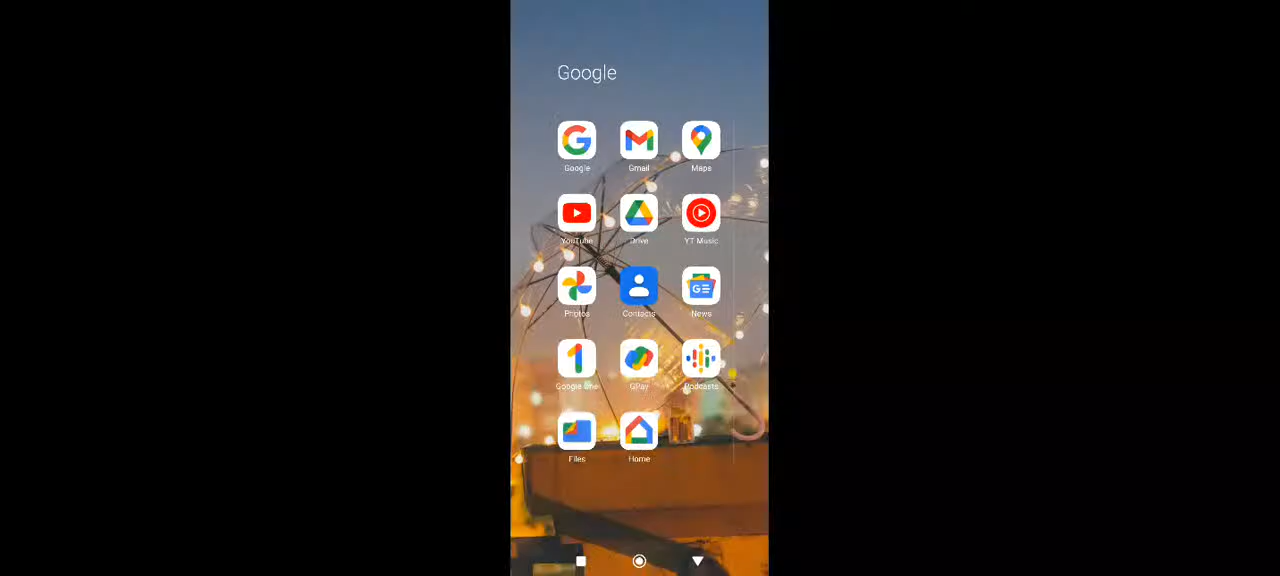 Google
Google Gmail Maps
YouTube Drive YT Music
Photos Contacts News
Google One GPay Podcasts
Files Home